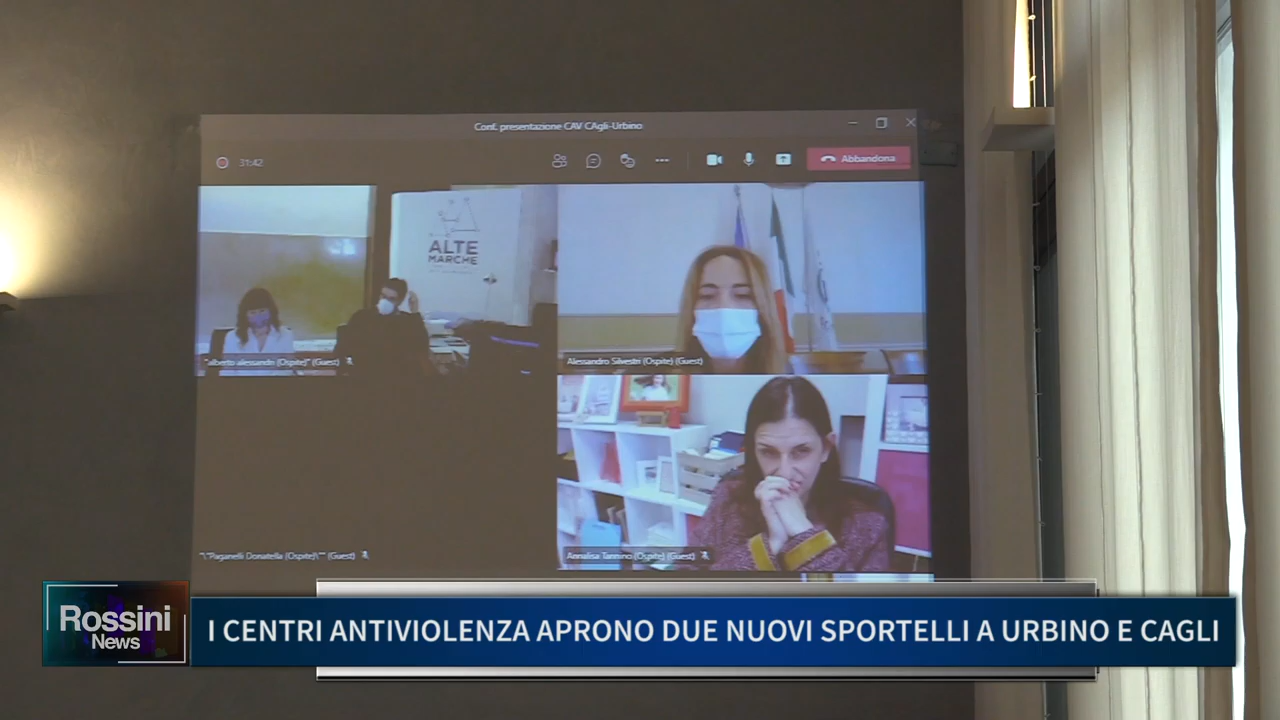 Conf. presentazione CAV CAgli-Urbino
31:42
Abbandona
ALTE
MARCHE
"alberto alessandri (Ospite)" (Guest)
Alessandro Silvestri (Ospite) (Guest)
"\"Paganelli Donatella (Ospite)\"" (Guest)
Annalisa Tannino (Ospite) (Guest)
Rossini
News
I CENTRI ANTIVIOLENZA APRONO DUE NUOVI SPORTELLI A URBINO E CAGLI